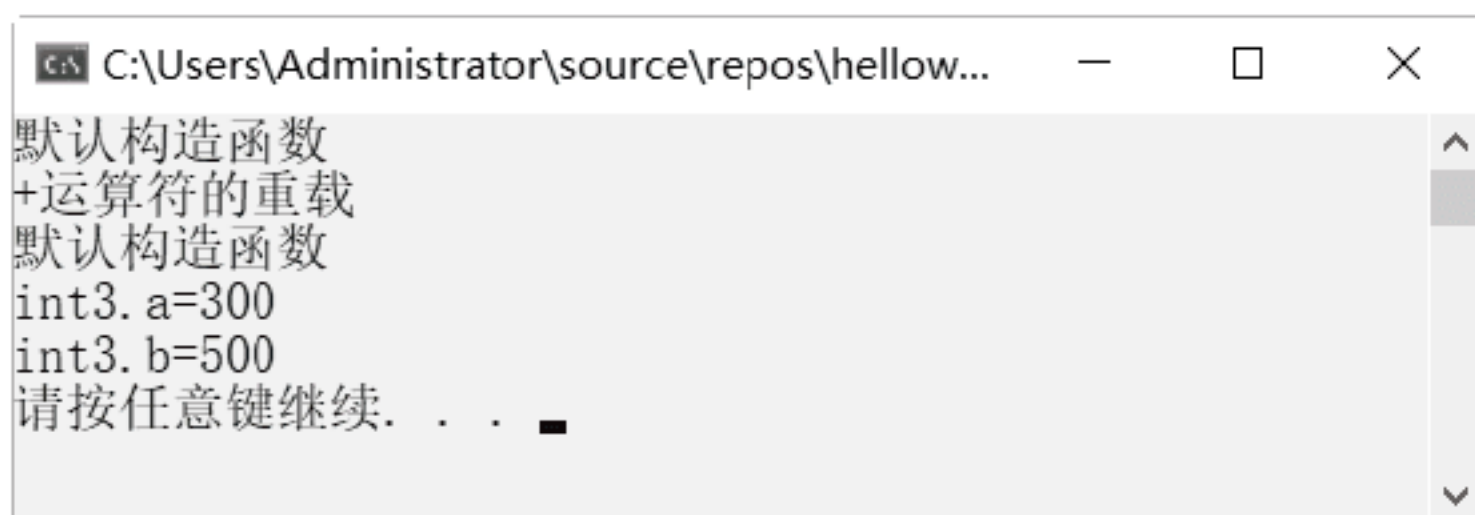 C:\Users\Administrator\source\repos\hellow...
默认构造函数
+运算符的重载
默认构造函数
int3.a=300
int3.b=500
请按任意键继续. . .